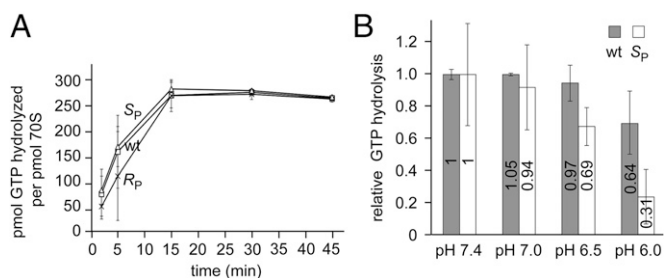 A
pmol GTP hydrolyzed
per pmol 70S
300
250
200
150
100
50
0
SP
wt
RP
0
5
10
15
20
25
30
35
40
45
time (min)
B
relative GTP hydrolysis
1.2
1.0
0.8
0.6
0.4
0.2
0
wt SP
1
1
1.05
0.94
0.97
0.69
0.64
0.31
pH 7.4
pH 7.0
pH 6.5
pH 6.0